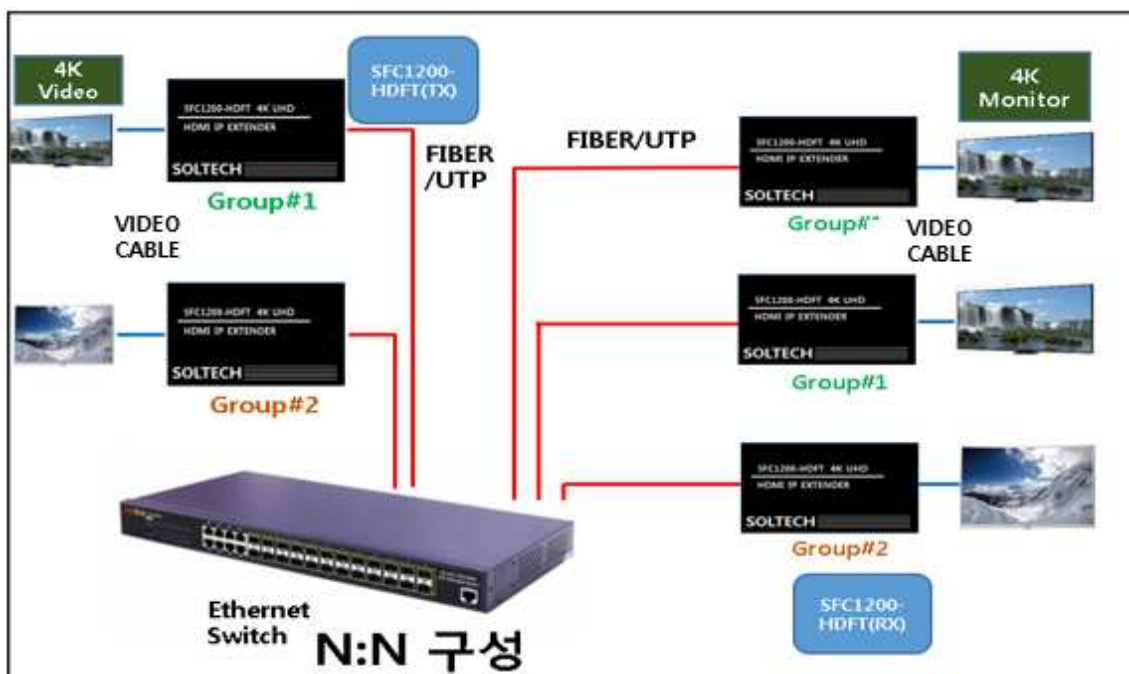 4K
Video
SFC1200-
HDFT(TX)
SFC1200-HDFT 4K UHD
HDMI IP EXTENDER
SOLTECH
Group#1
FIBER
/UTP
VIDEO
CABLE
SFC1200-HDFT 4K UHD
HDMI IP EXTENDER
SOLTECH
Group#2
Ethernet
Switch
N:N 구성
FIBER/UTP
4K
Monitor
SFC1200-HDFT 4K UHD
HDMI IP EXTENDER
SOLTECH
VIDEO
CABLE
SFC1200-HDFT 4K UHD
HDMI IP EXTENDER
SOLTECH
Group#1
SFC1200-HDFT 4K UHD
HDMI IP EXTENDER
SOLTECH
Group#2
SFC1200-
HDFT(RX)